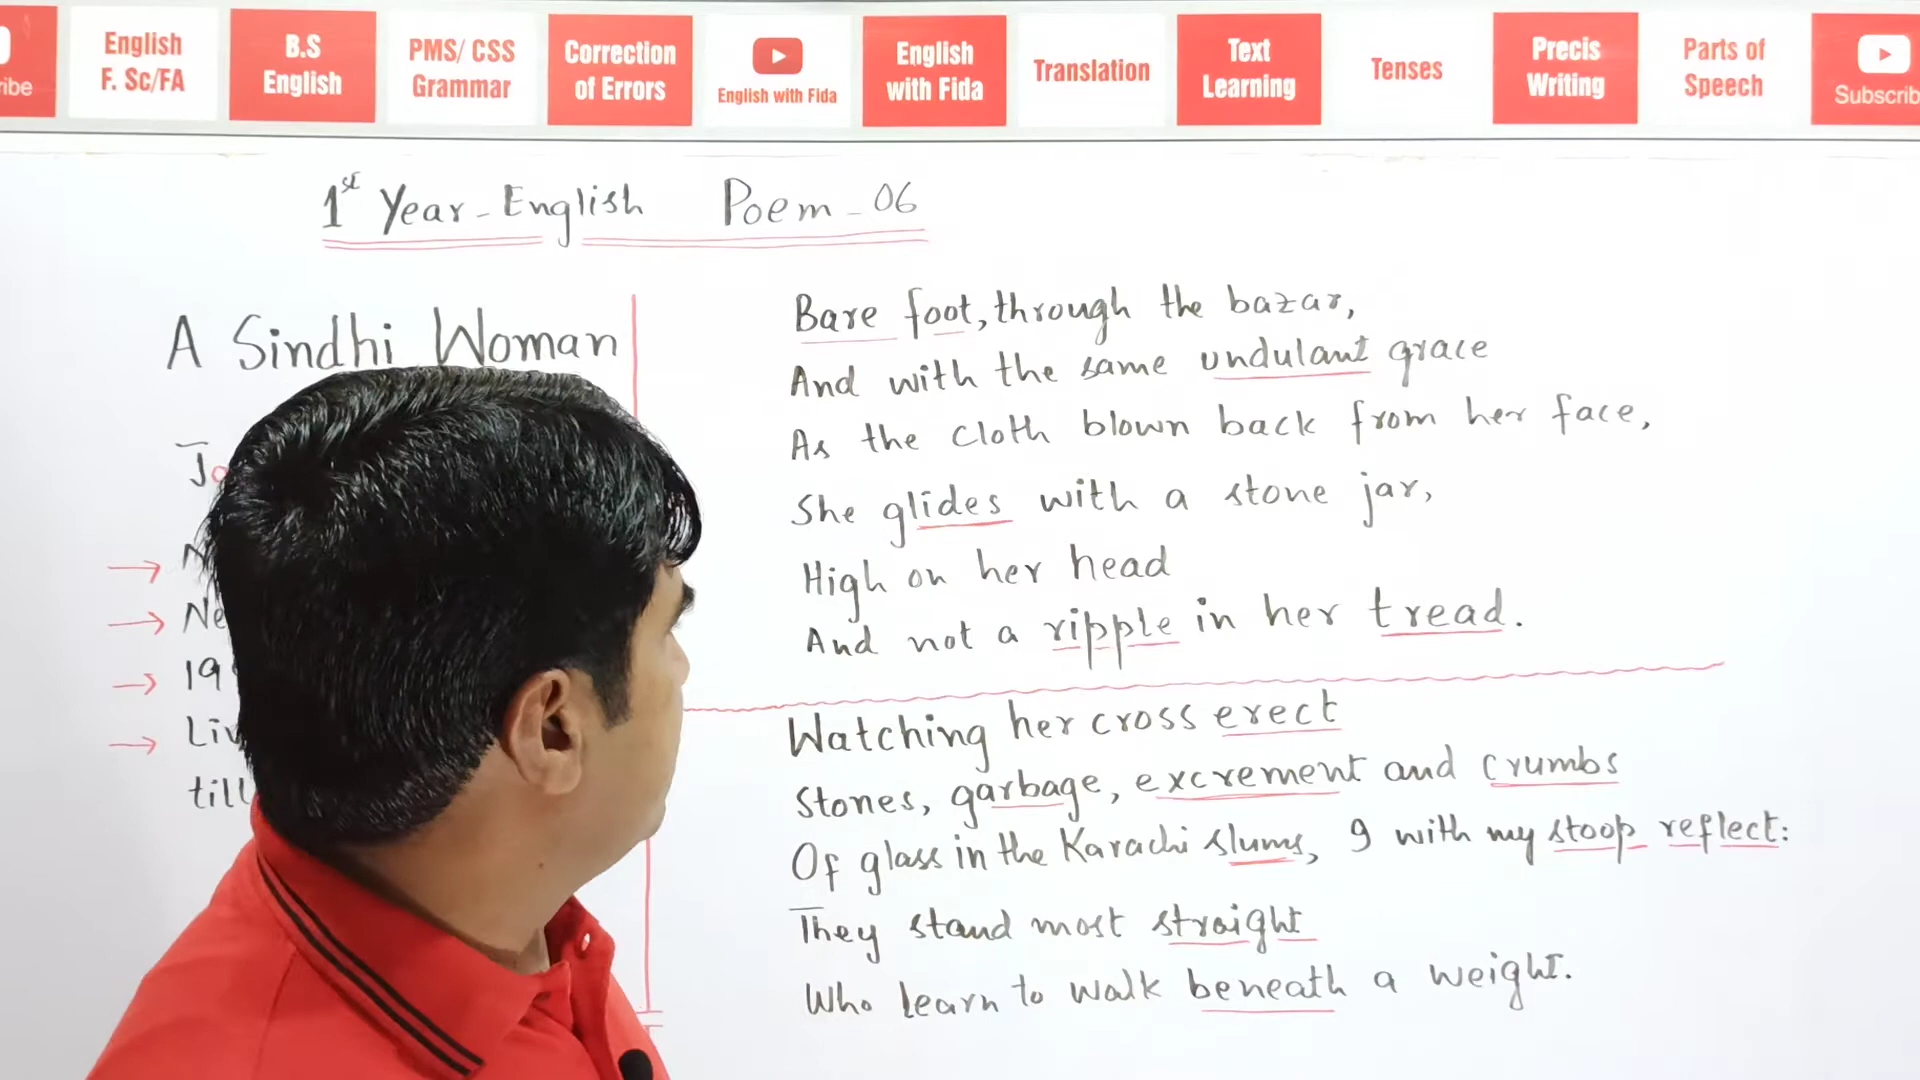 English
F. Sc/FA
B.S
English
PMS/ CSS
Grammar
Correction
of Errors
English with Fida
English
with Fida
Translation
Text
Learning
Tenses
Precis
Writing
Parts of
Speech
1st Year - English Poem - 06
A Sindhi Woman
19
till
Bare foot, through the bazar,
And with the same undulant grace
As the cloth blown back from her face,
She glides with a stone jar,
High on her head
And not a ripple in her tread.
Watching her cross erect
Stones, garbage, excrement and crumbs
Of glass in the Karachi slums, I with my stoop reflect:
They stand most straight
Who learn to walk beneath a weight.